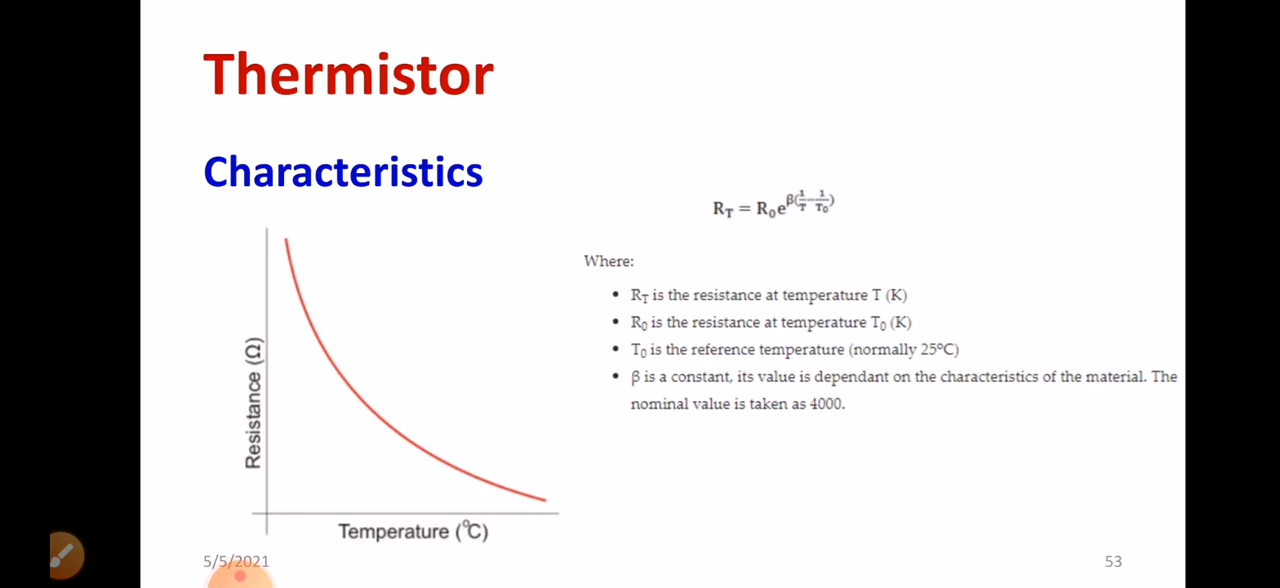 Thermistor
Characteristics
R_T = R_0e^{β(1/T − 1/T_0)}
Where:
• R_T is the resistance at temperature T (K)
• R_0 is the resistance at temperature T_0 (K)
• T_0 is the reference temperature (normally 25°C)
• β is a constant, its value is dependant on the characteristics of the material. The
nominal value is taken as 4000.
Resistance (Ω)
Temperature (°C)
5/5/2021
53